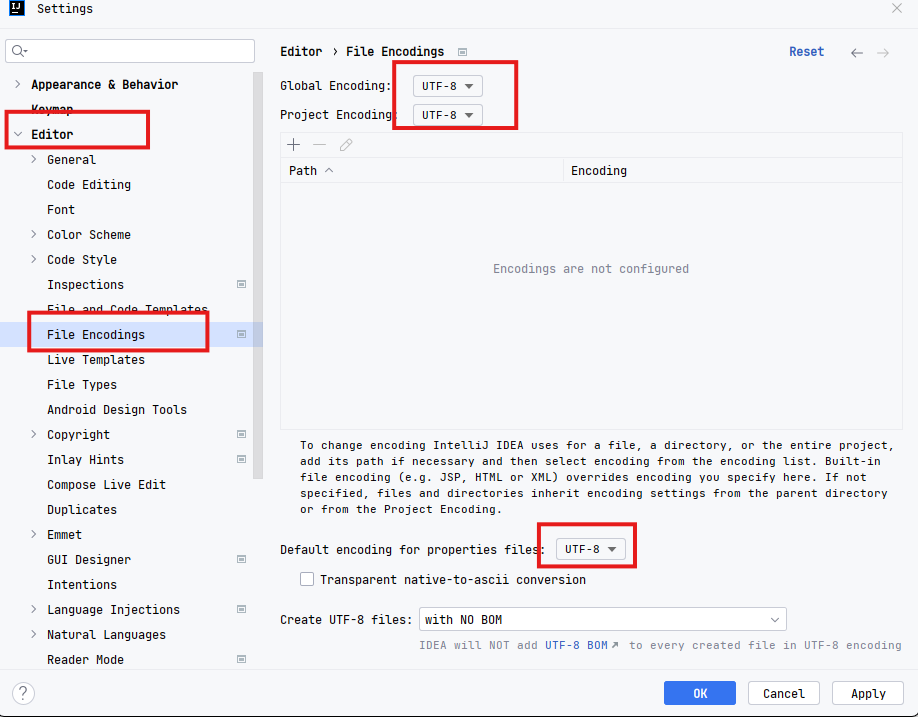 IJ
Settings
Appearance & Behavior
Keymap
Editor
General
Code Editing
Font
Color Scheme
Code Style
Inspections
File and Code Templates
File Encodings
Live Templates
File Types
Android Design Tools
Copyright
Inlay Hints
Compose Live Edit
Duplicates
Emmet
GUI Designer
Intentions
Language Injections
Natural Languages
Reader Mode
Editor › File Encodings
Reset
Global Encoding: UTF-8
Project Encoding: UTF-8
Path Encoding
Encodings are not configured
To change encoding IntelliJ IDEA uses for a file, a directory, or the entire project,
add its path if necessary and then select encoding from the encoding list. Built-in
file encoding (e.g. JSP, HTML or XML) overrides encoding you specify here. If not
specified, files and directories inherit encoding settings from the parent directory
or from the Project Encoding.
Default encoding for properties files: UTF-8
Transparent native-to-ascii conversion
Create UTF-8 files: with NO BOM
IDEA will NOT add UTF-8 BOM↗ to every created file in UTF-8 encoding
? OK Cancel Apply